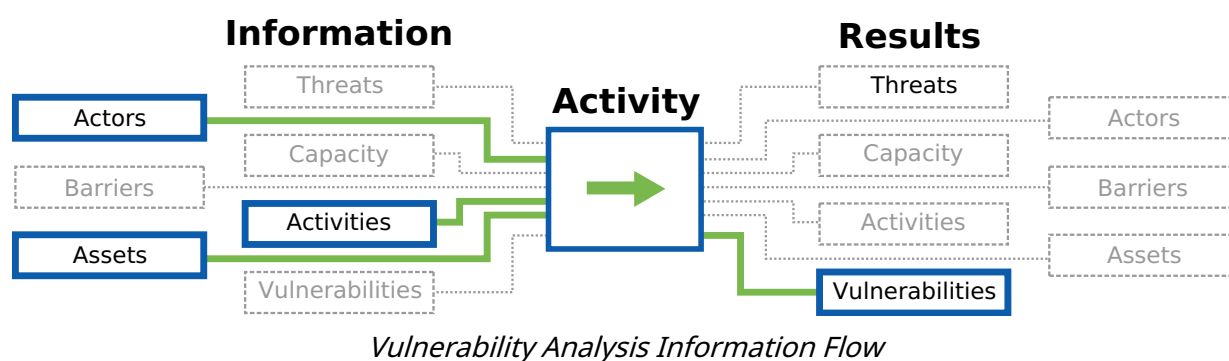 Information
Activity
Results
Threats
Actors
Capacity
Barriers
Activities
Assets
Vulnerabilities
Threats
Actors
Capacity
Barriers
Activities
Assets
Vulnerabilities
Vulnerability Analysis Information Flow